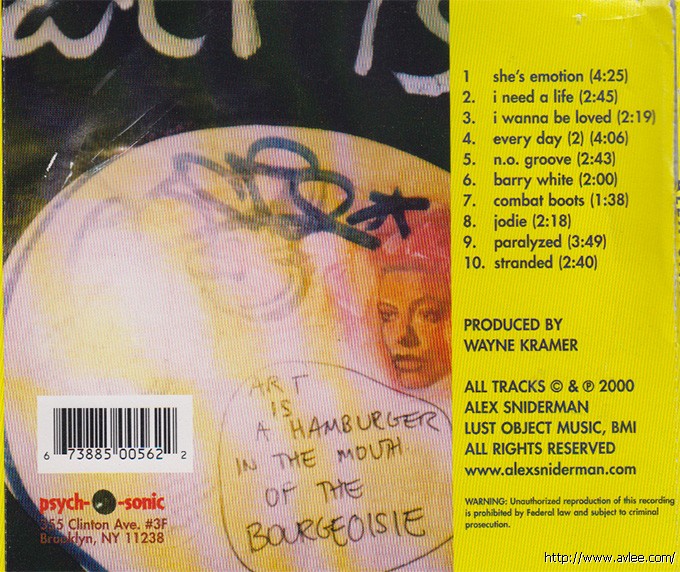 art is
1 she's emotion (4:25)
2. i need a life (2:45)
3. i wanna be loved (2:19)
4. every day (2) (4:06)
5. n.o. groove (2:43)
6. barry white (2:00)
7. combat boots (1:38)
8. jodie (2:18)
9. paralyzed (3:49)
10. stranded (2:40)
PRODUCED BY
WAYNE KRAMER
ALL TRACKS © & ℗ 2000
ALEX SNIDERMAN
LUST OBJECT MUSIC, BMI
ALL RIGHTS RESERVED
www.alexsniderman.com
WARNING: Unauthorized reproduction of this recording
is prohibited by Federal law and subject to criminal
prosecution.
ART
IS
A HAMBURGER
IN THE MOUTH
OF THE
BOURGEOISIE
6 73885 00562 2
psych-o-sonic
355 Clinton Ave. #3F
Brooklyn, NY 11238
http://www.avlee.com/